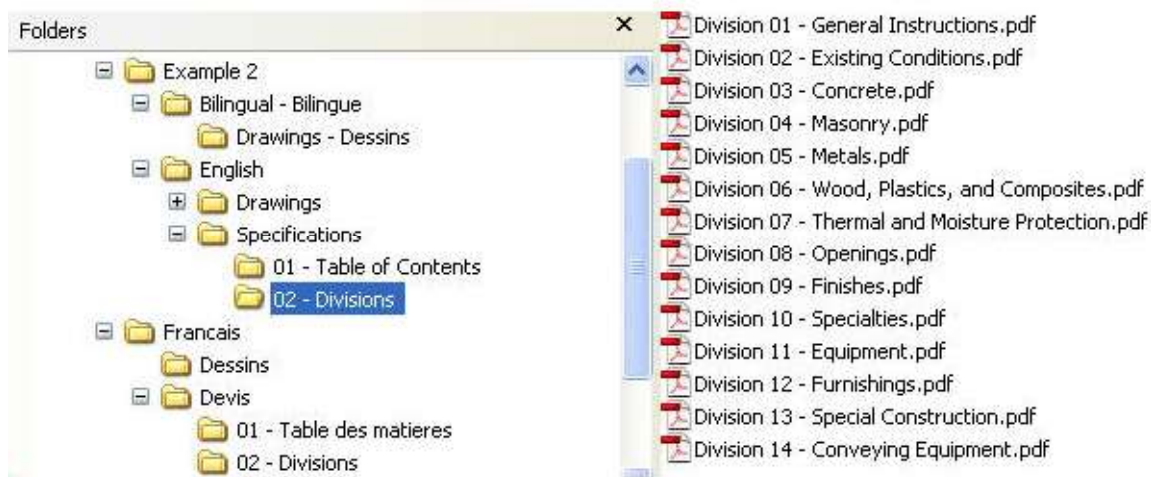 Folders
Example 2
Bilingual - Bilingue
Drawings - Dessins
English
Drawings
Specifications
01 - Table of Contents
02 - Divisions
Francais
Dessins
Devis
01 - Table des matieres
02 - Divisions
Division 01 - General Instructions.pdf
Division 02 - Existing Conditions.pdf
Division 03 - Concrete.pdf
Division 04 - Masonry.pdf
Division 05 - Metals.pdf
Division 06 - Wood, Plastics, and Composites.pdf
Division 07 - Thermal and Moisture Protection.pdf
Division 08 - Openings.pdf
Division 09 - Finishes.pdf
Division 10 - Specialties.pdf
Division 11 - Equipment.pdf
Division 12 - Furnishings.pdf
Division 13 - Special Construction.pdf
Division 14 - Conveying Equipment.pdf